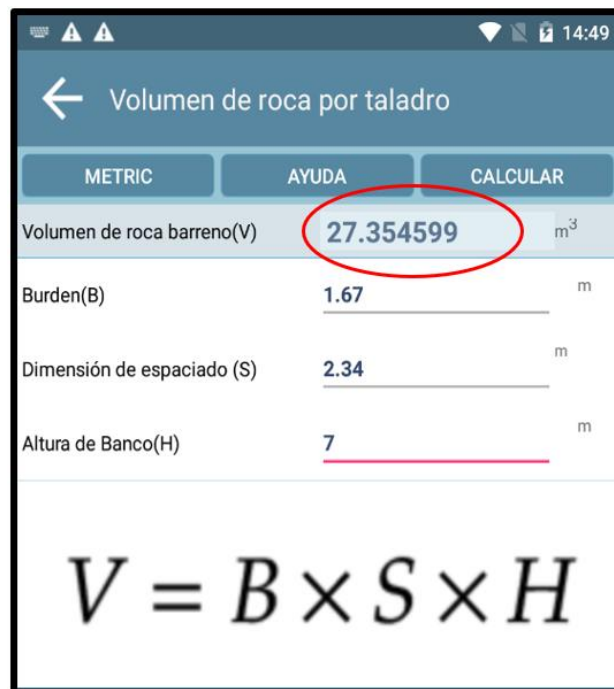 14:49
Volumen de roca por taladro
METRIC AYUDA CALCULAR
Volumen de roca barreno(V) 27.354599 m³
Burden(B) 1.67 m
Dimensión de espaciado (S) 2.34 m
Altura de Banco(H) 7 m
V = B × S × H